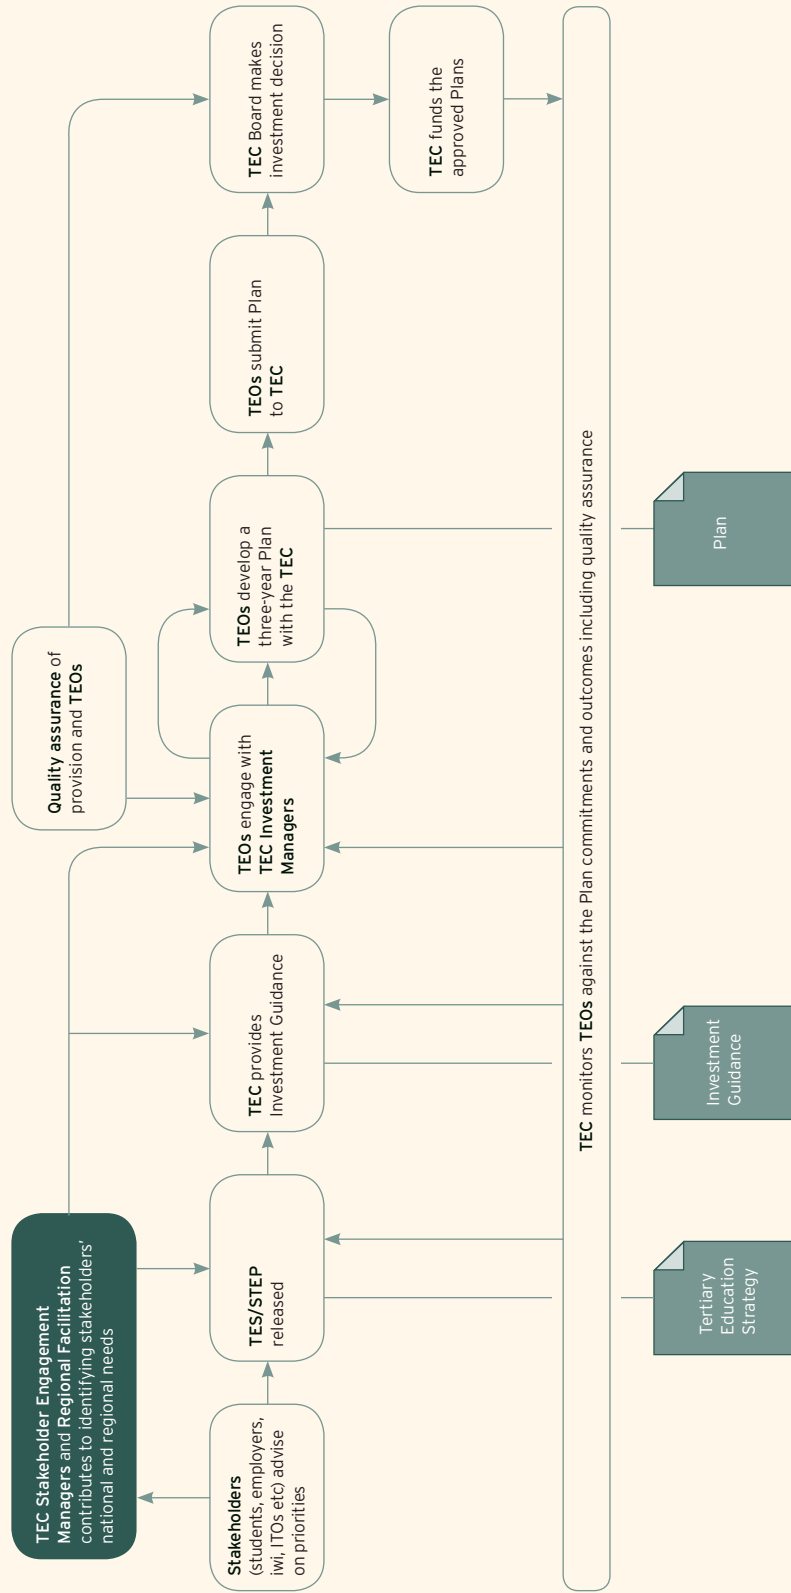 TEC Stakeholder Engagement
Managers and Regional Facilitation
contributes to identifying stakeholders'
national and regional needs
Quality assurance of
provision and TEOs
Stakeholders
(students, employers,
iwi, ITOs etc) advise
on priorities
TES/STEP
released
TEC provides
Investment Guidance
TEOs engage with
TEC Investment
Managers
TEOs develop a
three-year Plan
with the TEC
TEOs submit Plan
to TEC
TEC Board makes
investment decision
TEC funds the
approved Plans
TEC monitors TEOs against the Plan commitments and outcomes including quality assurance
Tertiary
Education
Strategy
Investment
Guidance
Plan